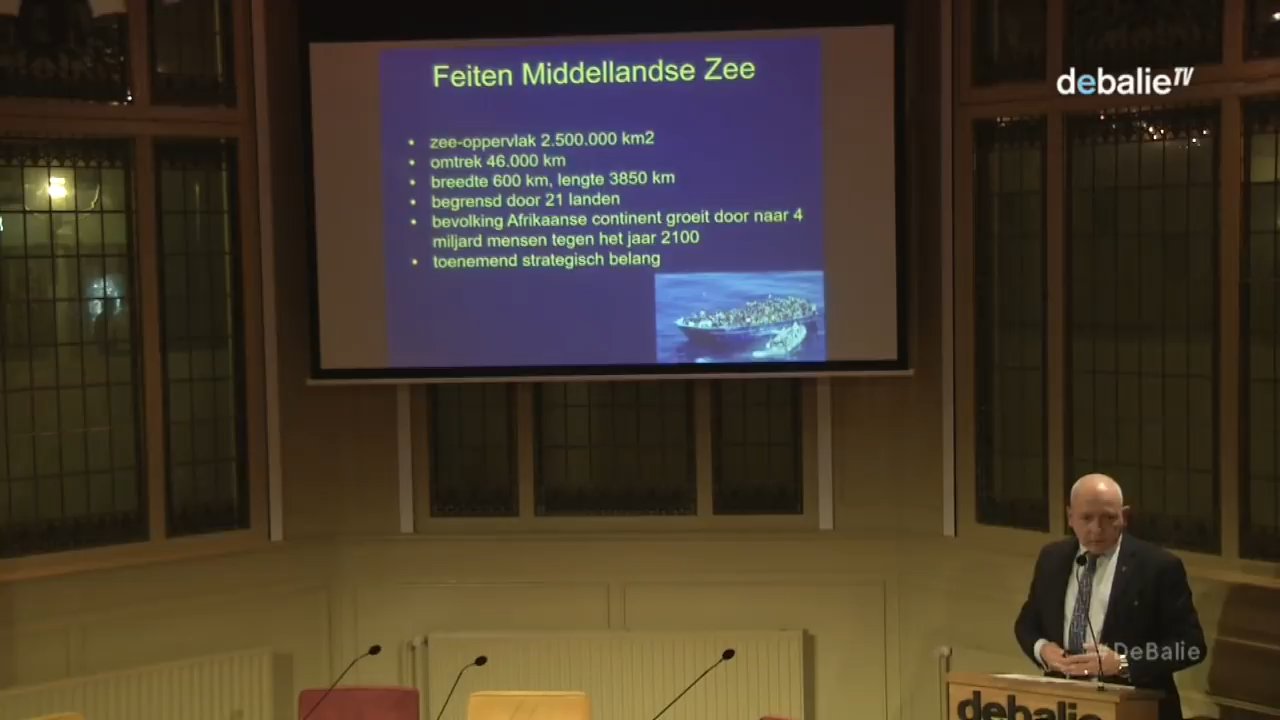 Feiten Middellandse Zee
debalieTV
• zee-oppervlak 2.500.000 km2
• omtrek 46.000 km
• breedte 600 km, lengte 3850 km
• begrensd door 21 landen
• bevolking Afrikaanse continent groeit door naar 4
miljard mensen tegen het jaar 2100
• toenemend strategisch belang
#DeBalie
debalie